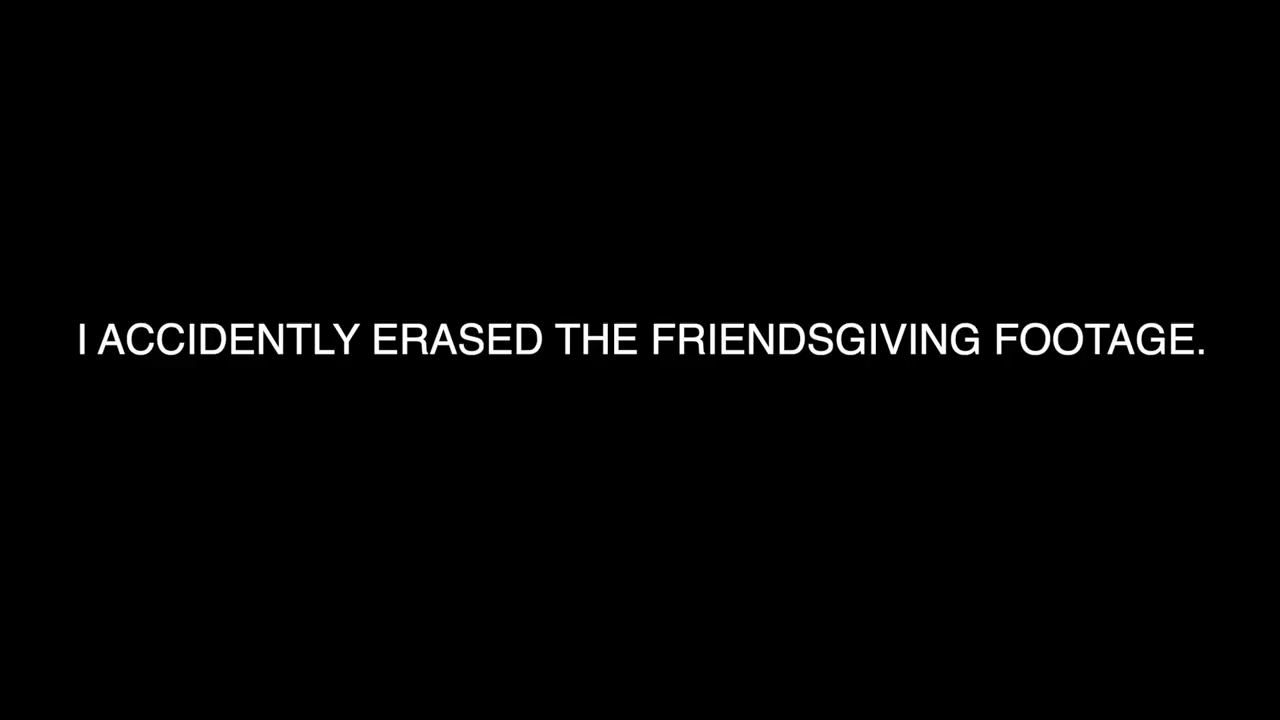 I ACCIDENTLY ERASED THE FRIENDSGIVING FOOTAGE.